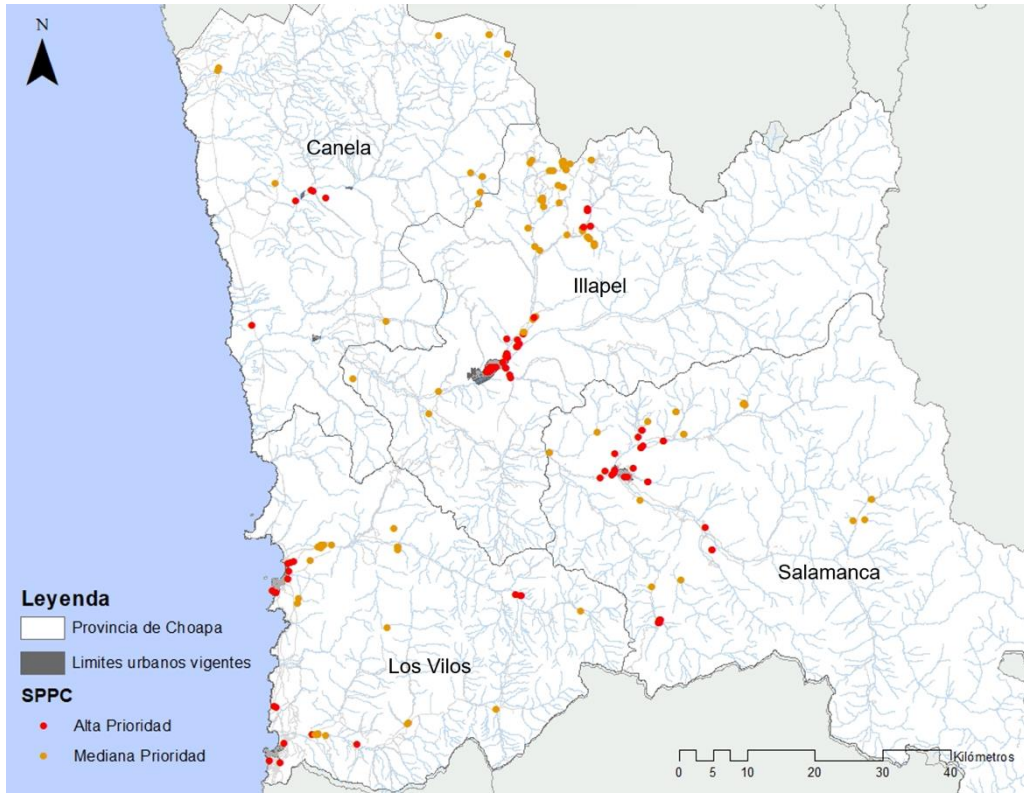 N
Canela
Illapel
Salamanca
Los Vilos
Leyenda
Provincia de Choapa
Limites urbanos vigentes
SPPC
Alta Prioridad
Mediana Prioridad
Kilómetros
0 5 10 20 30 40